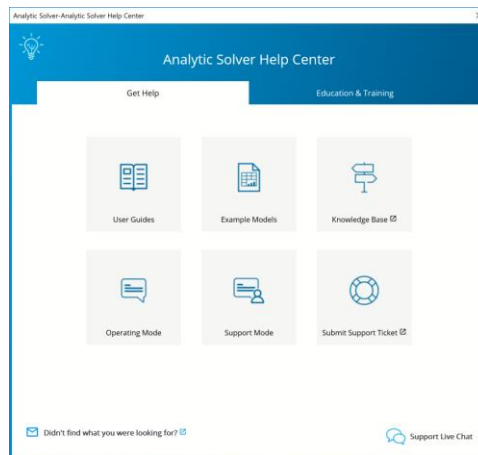 Analytic Solver-Analytic Solver Help Center
Analytic Solver Help Center
Get Help
Education & Training
User Guides
Example Models
Knowledge Base
Operating Mode
Support Mode
Submit Support Ticket
Didn't find what you were looking for?
Support Live Chat